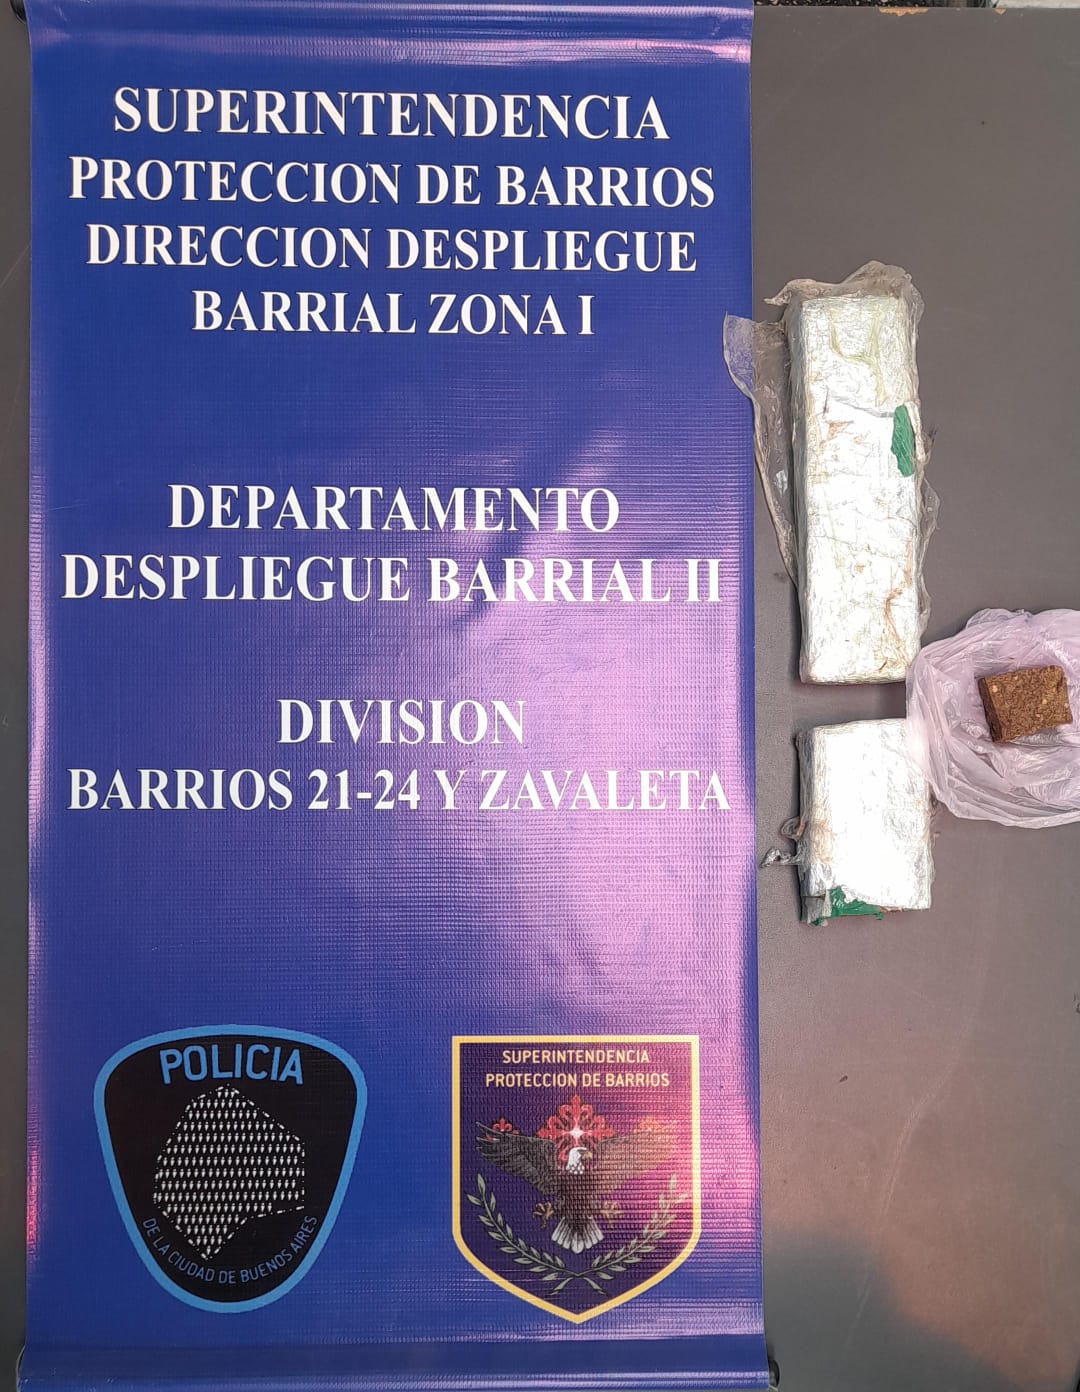 SUPERINTENDENCIA
PROTECCION DE BARRIOS
DIRECCION DESPLIEGUE
BARRIAL ZONA I
DEPARTAMENTO
DESPLIEGUE BARRIAL II
DIVISION
BARRIOS 21-24 Y ZAVALETA
POLICIA
DE LA CIUDAD DE BUENOS AIRES
SUPERINTENDENCIA
PROTECCION DE BARRIOS